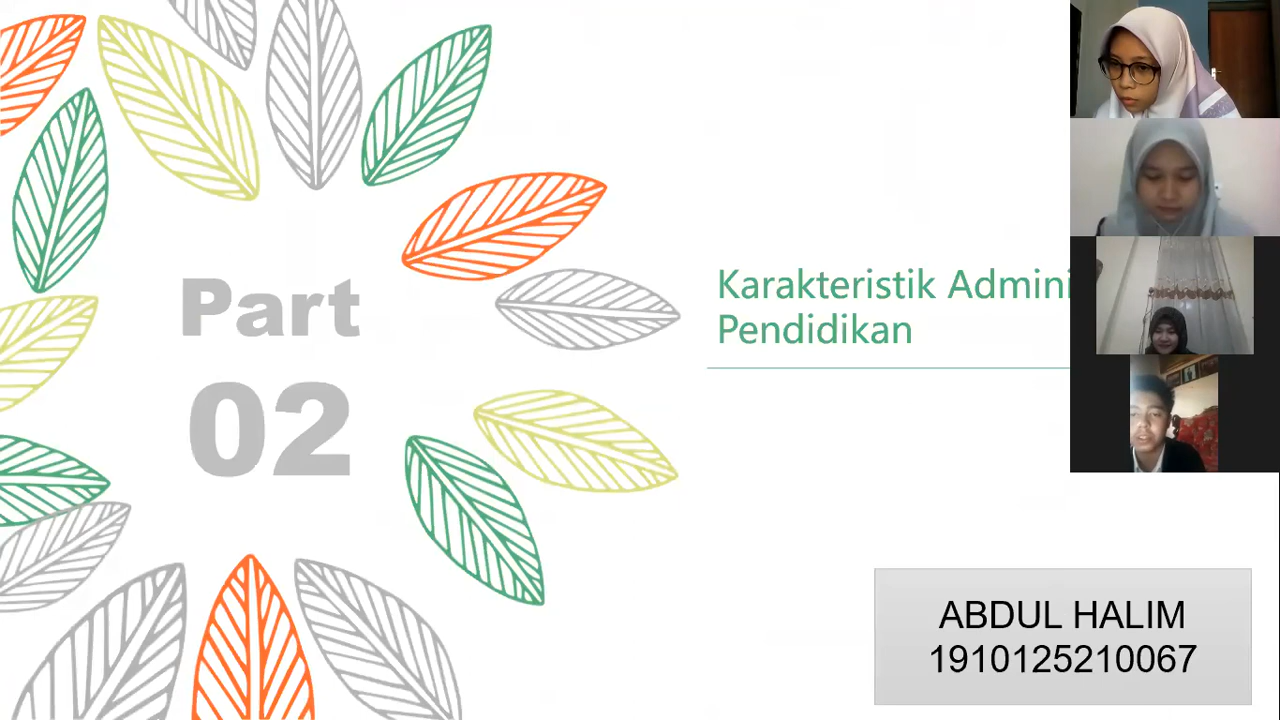 Part
02
Karakteristik Admini
Pendidikan
ABDUL HALIM
1910125210067